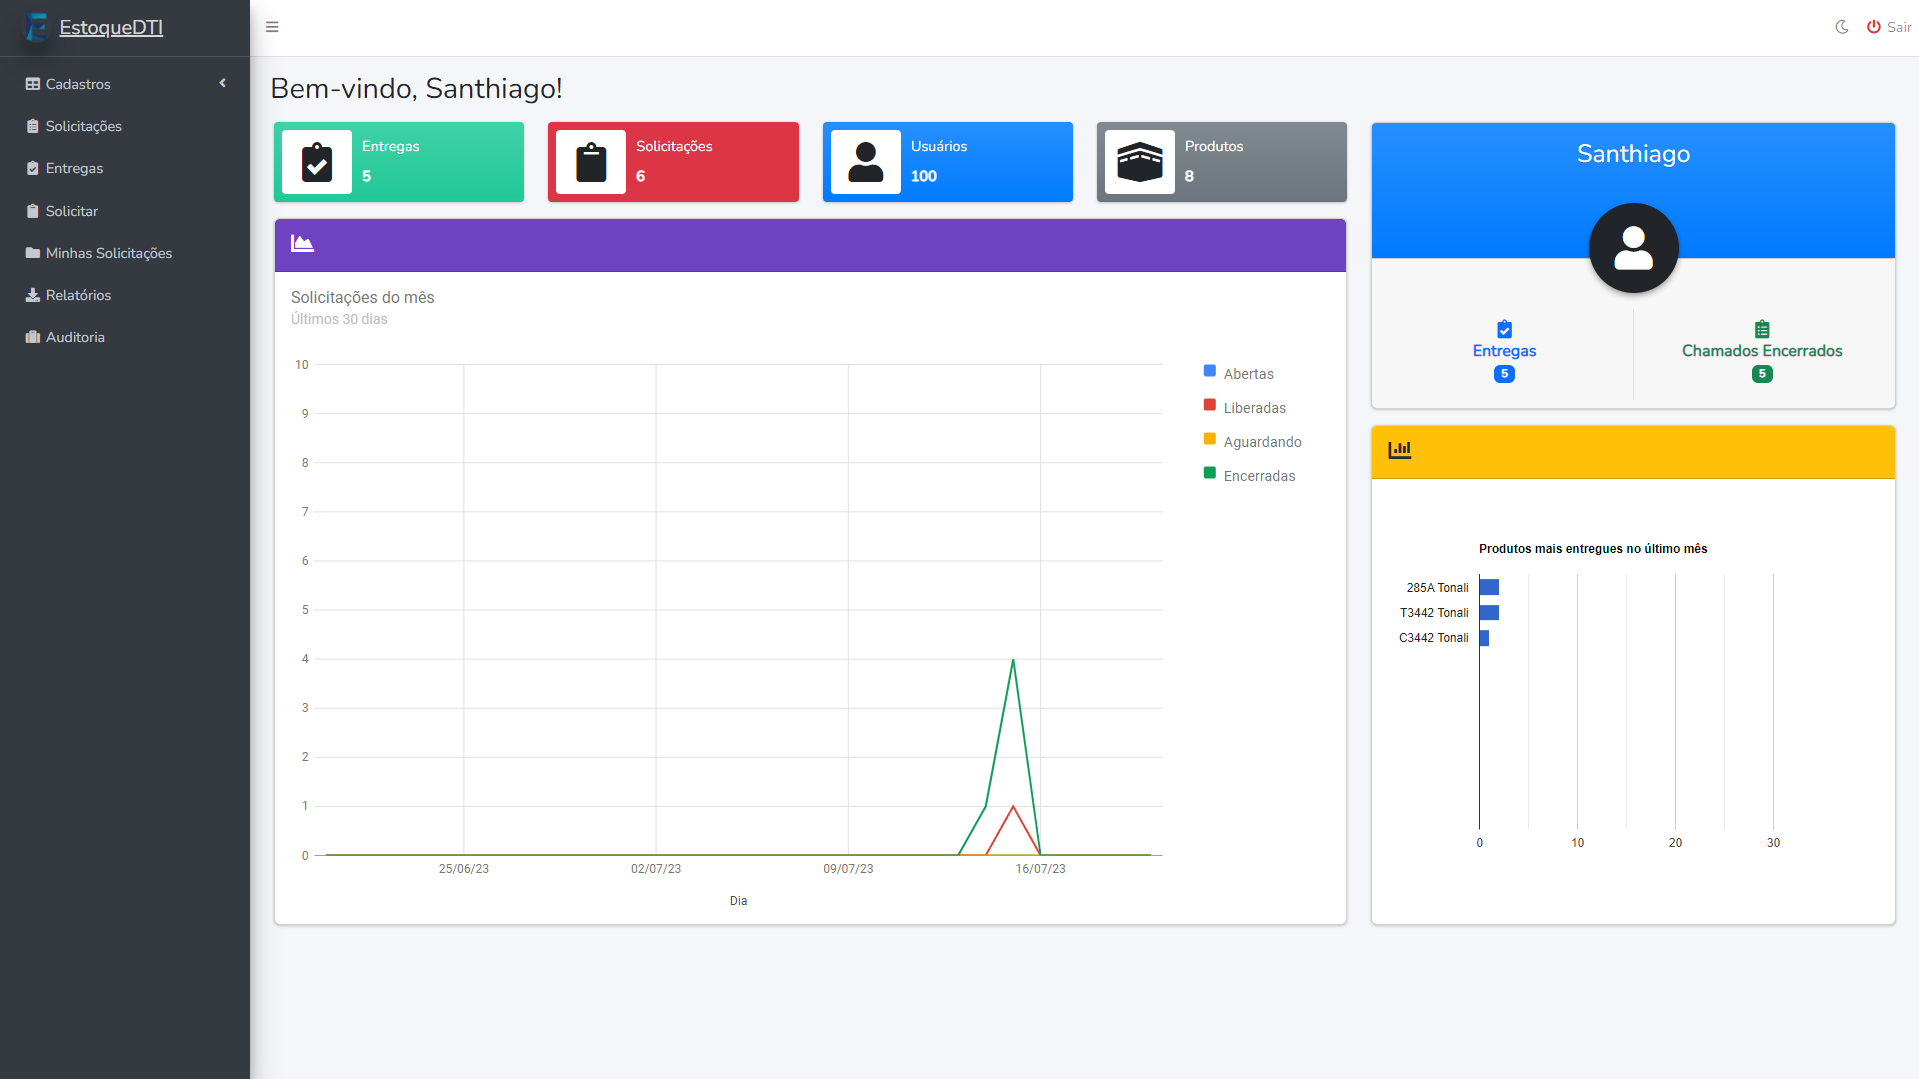 EstoqueDTI
Cadastros
Solicitações
Entregas
Solicitar
Minhas Solicitações
Relatórios
Auditoria
Sair
Bem-vindo, Santhiago!
Entregas
5
Solicitações
6
Usuários
100
Produtos
8
Solicitações do mês
Últimos 30 dias
10
9
8
7
6
5
4
3
2
1
0
25/06/23
02/07/23
09/07/23
16/07/23
Dia
Abertas
Liberadas
Aguardando
Encerradas
Santhiago
Entregas
5
Chamados Encerrados
5
Produtos mais entregues no último mês
285A Tonali
T3442 Tonali
C3442 Tonali
0
10
20
30